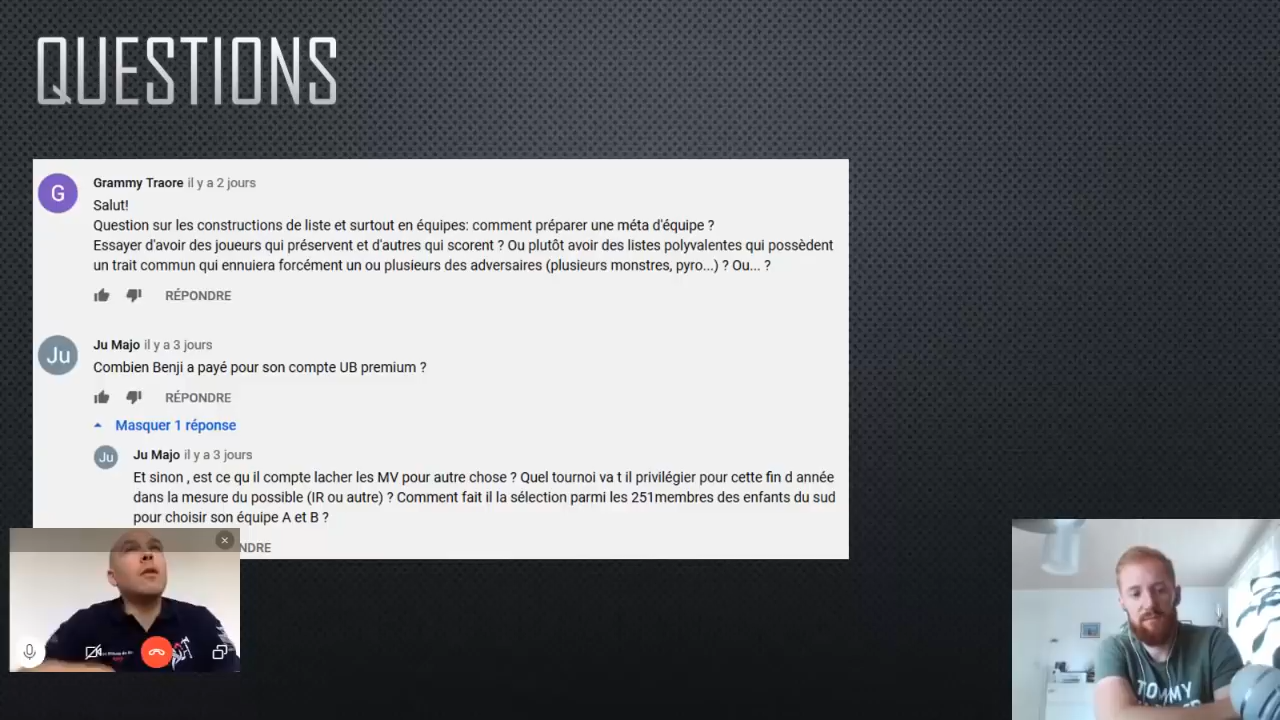 QUESTIONS
G
Grammy Traore il y a 2 jours
Salut!
Question sur les constructions de liste et surtout en équipes: comment préparer une méta d'équipe ?
Essayer d'avoir des joueurs qui préservent et d'autres qui scorent ? Ou plutôt avoir des listes polyvalentes qui possèdent
un trait commun qui ennuiera forcément un ou plusieurs des adversaires (plusieurs monstres, pyro...) ? Ou... ?
RÉPONDRE
Ju
Ju Majo il y a 3 jours
Combien Benji a payé pour son compte UB premium ?
RÉPONDRE
Masquer 1 réponse
Ju
Ju Majo il y a 3 jours
Et sinon , est ce qu il compte lacher les MV pour autre chose ? Quel tournoi va t il privilégier pour cette fin d année
dans la mesure du possible (IR ou autre) ? Comment fait il la sélection parmi les 251membres des enfants du sud
pour choisir son équipe A et B ?
NDRE
TOMMY